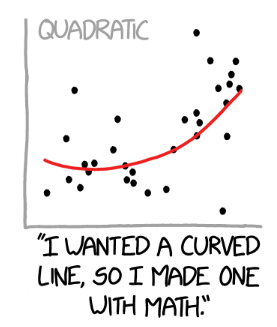 QUADRATIC
"I WANTED A CURVED
LINE, SO I MADE ONE
WITH MATH."